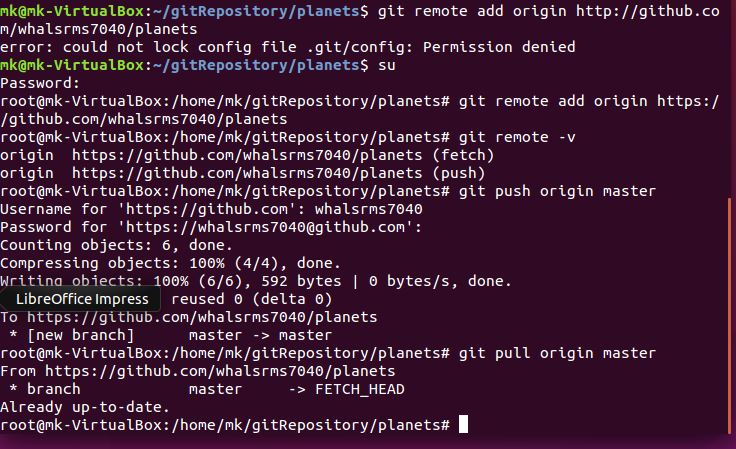 mk@mk-VirtualBox:~/gitRepository/planets$ git remote add origin http://github.co
m/whalsrms7040/planets
error: could not lock config file .git/config: Permission denied
mk@mk-VirtualBox:~/gitRepository/planets$ su
Password:
root@mk-VirtualBox:/home/mk/gitRepository/planets# git remote add origin https:/
/github.com/whalsrms7040/planets
root@mk-VirtualBox:/home/mk/gitRepository/planets# git remote -v
origin  https://github.com/whalsrms7040/planets (fetch)
origin  https://github.com/whalsrms7040/planets (push)
root@mk-VirtualBox:/home/mk/gitRepository/planets# git push origin master
Username for 'https://github.com': whalsrms7040
Password for 'https://whalsrms7040@github.com':
Counting objects: 6, done.
Compressing objects: 100% (4/4), done.
Writing objects: 100% (6/6), 592 bytes | 0 bytes/s, done.
LibreOffice Impress reused 0 (delta 0)
To https://github.com/whalsrms7040/planets
 * [new branch]      master -> master
root@mk-VirtualBox:/home/mk/gitRepository/planets# git pull origin master
From https://github.com/whalsrms7040/planets
 * branch            master     -> FETCH_HEAD
Already up-to-date.
root@mk-VirtualBox:/home/mk/gitRepository/planets#